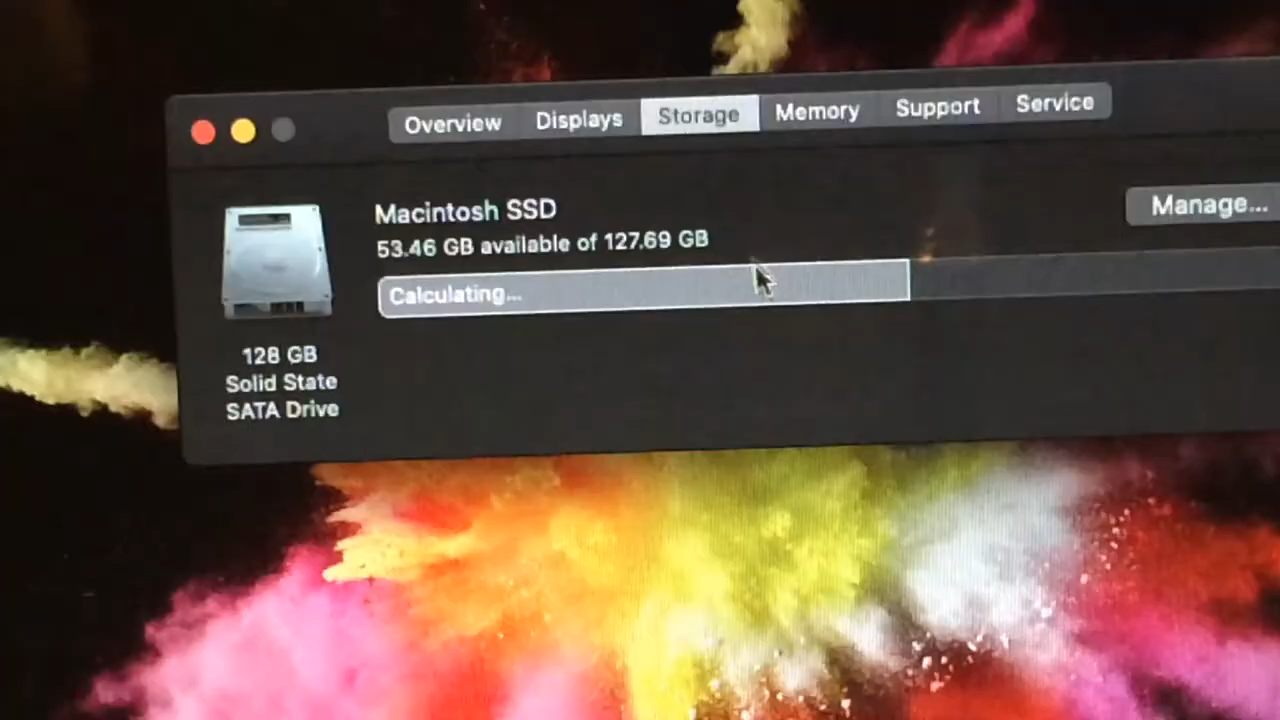 Overview Displays Storage Memory Support Service
Macintosh SSD
Manage...
53.46 GB available of 127.69 GB
Calculating...
128 GB
Solid State
SATA Drive